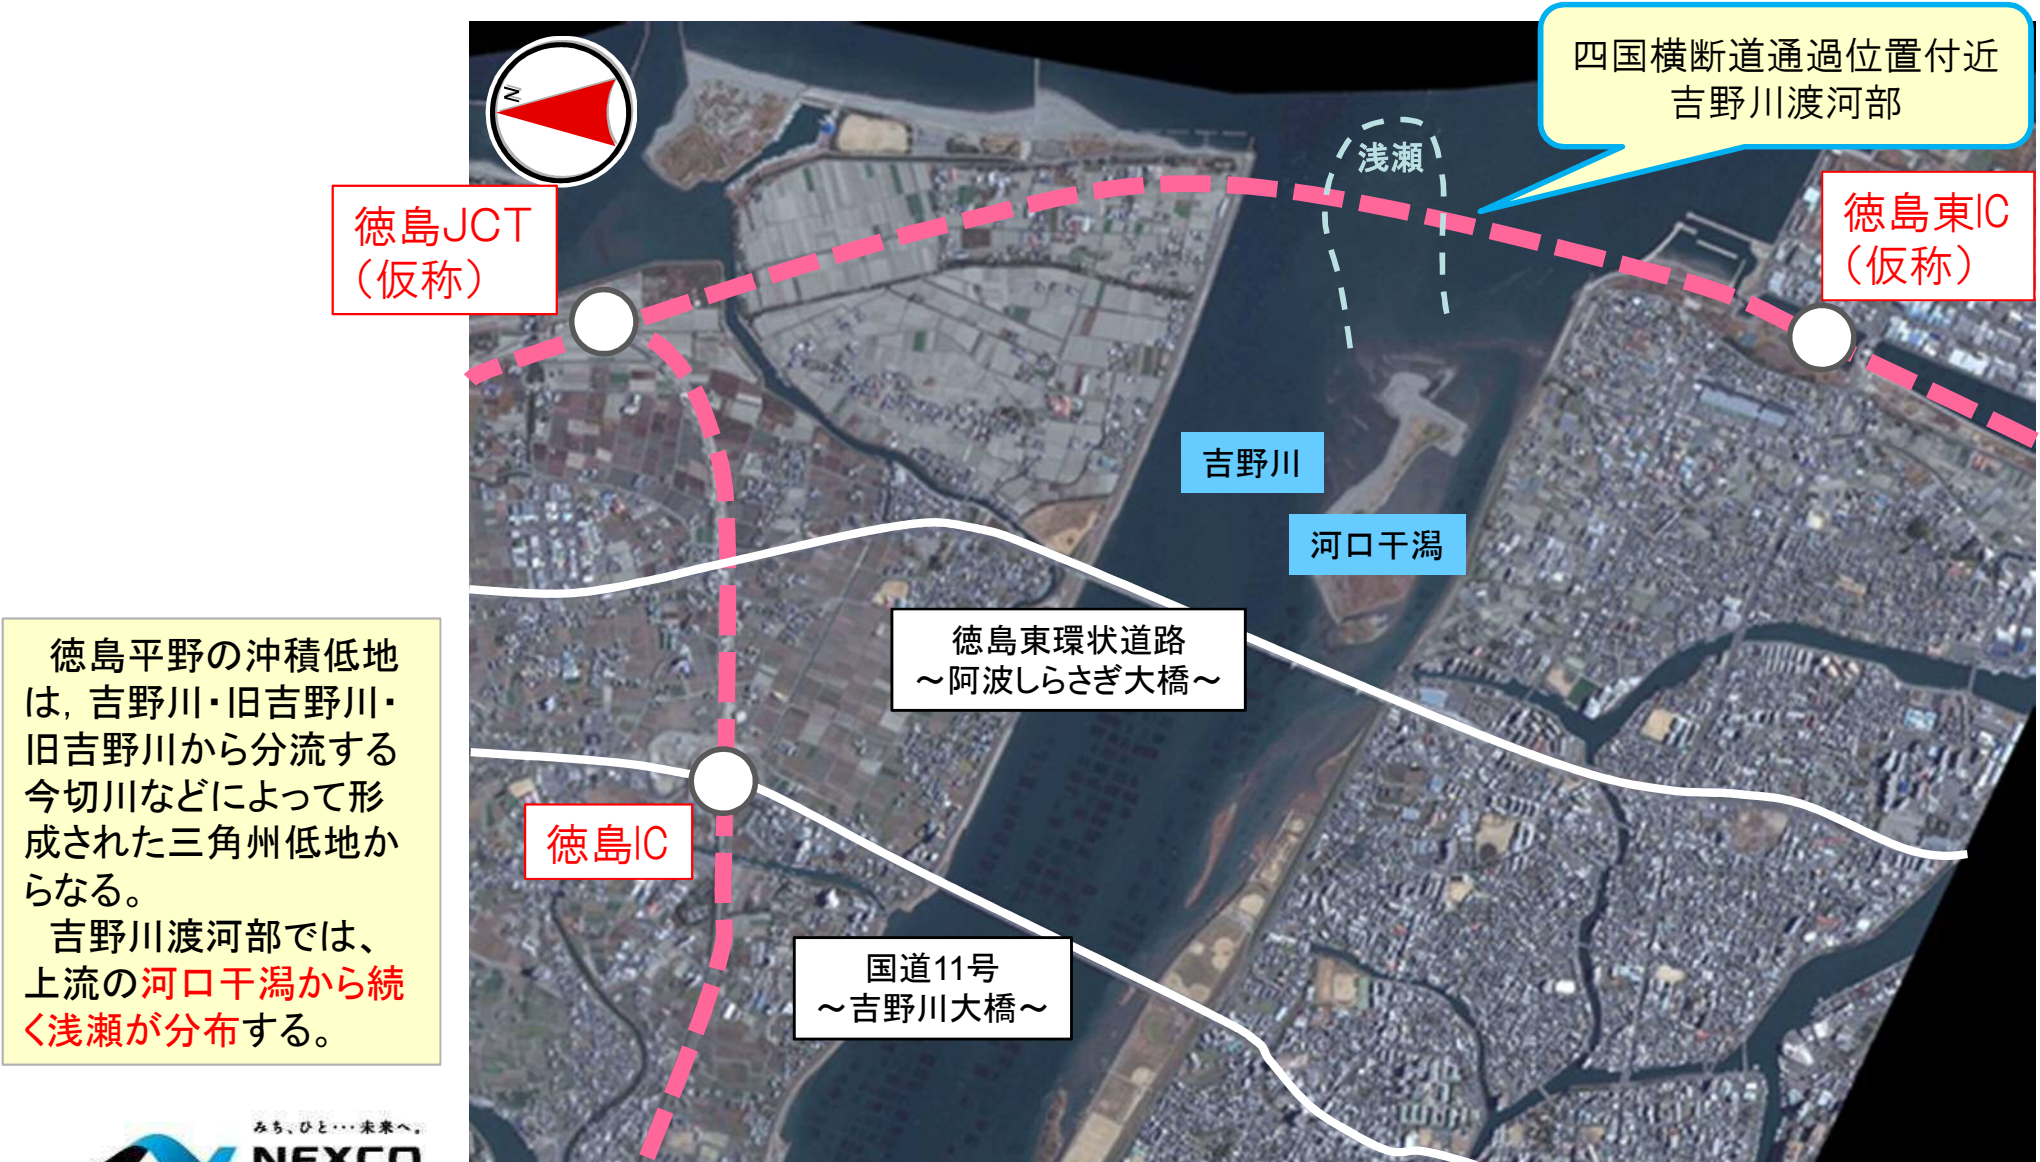 四国横断道通過位置付近
吉野川渡河部
N
浅瀬
徳島JCT
（仮称）
徳島東IC
（仮称）
吉野川
河口干潟
徳島東環状道路
～阿波しらさぎ大橋～
徳島平野の沖積低地
は，吉野川・旧吉野川・
旧吉野川から分流する
今切川などによって形
成された三角州低地か
らなる。
吉野川渡河部では、
上流の河口干潟から続
く浅瀬が分布する。
徳島IC
国道11号
～吉野川大橋～
みち、ひと…未来へ。
NEXCO